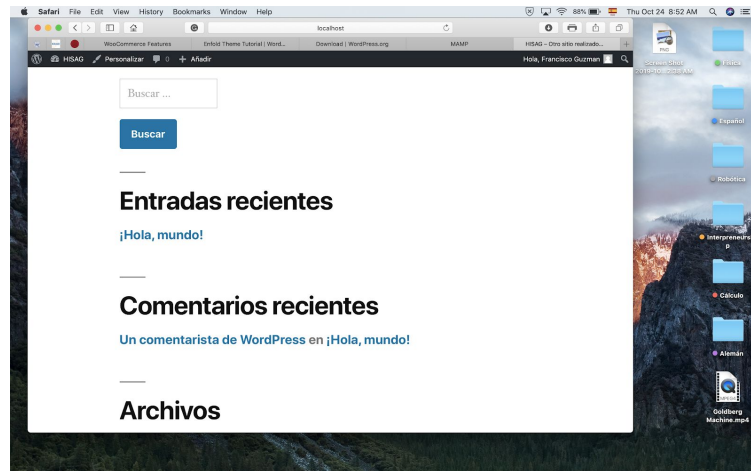 Safari File Edit View History Bookmarks Window Help 88% Thu Oct 24 8:52 AM
localhost
WooCommerce Features Enfold Theme Tutorial | Word... Download | WordPress.org MAMP HISAG – Otro sitio realizado...
HISAG Personalizar 0 + Añadir Hola, Francisco Guzman
Buscar ...
Buscar
Entradas recientes
¡Hola, mundo!
Comentarios recientes
Un comentarista de WordPress en ¡Hola, mundo!
Archivos
PNG
Screen Shot
Física
Español
Robotica
Interpreneurs
p
Cálculo
Alemán
MPEG4
Goldberg
Machine.mp4